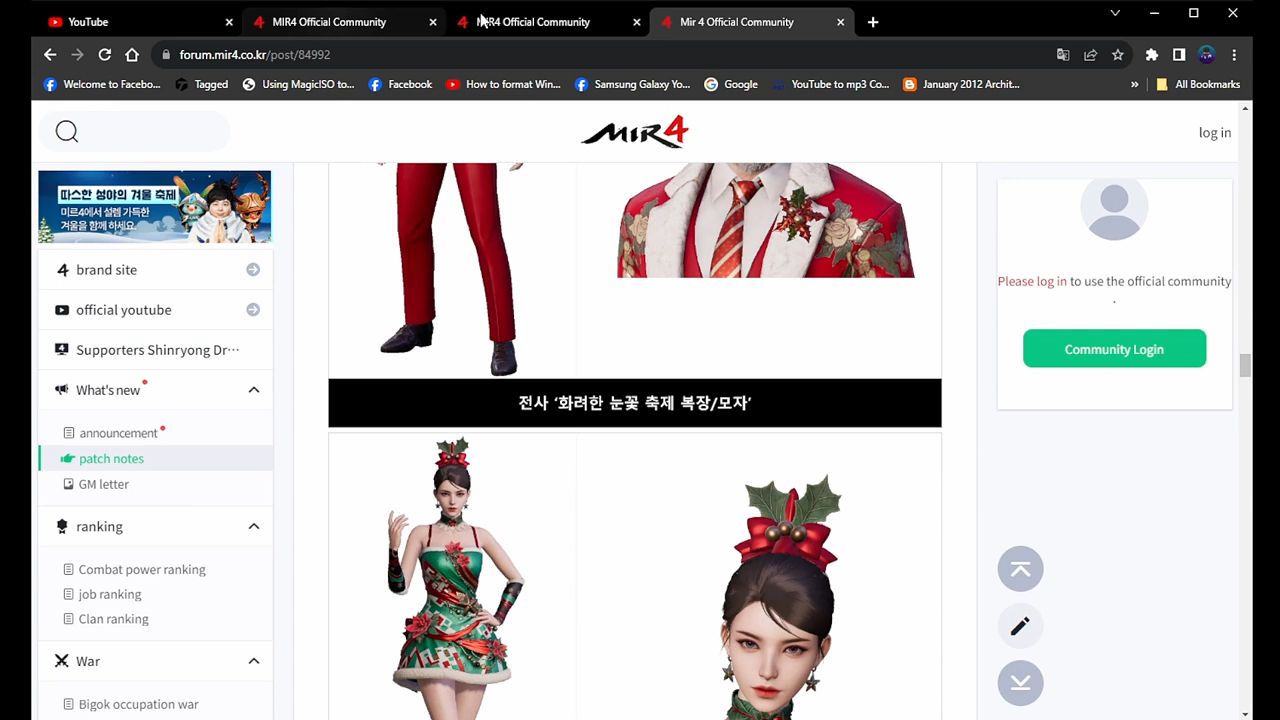 YouTube
MIR4 Official Community
MIR4 Official Community
Mir 4 Official Community
forum.mir4.co.kr/post/84992
Welcome to Facebo...
Tagged
Using MagicISO to...
Facebook
How to format Win...
Samsung Galaxy Yo...
Google
YouTube to mp3 Co...
January 2012 Archit...
»
All Bookmarks
MIR4
log in
따스한 성야의 겨울 축제
미르4에서 설렘 가득한
겨울을 함께 하세요.
brand site
official youtube
Supporters Shinryong Dr···
What's new
announcement
patch notes
GM letter
ranking
Combat power ranking
job ranking
Clan ranking
War
Bigok occupation war
전사 ‘화려한 눈꽃 축제 복장/모자’
Please log in to use the official community
.
Community Login